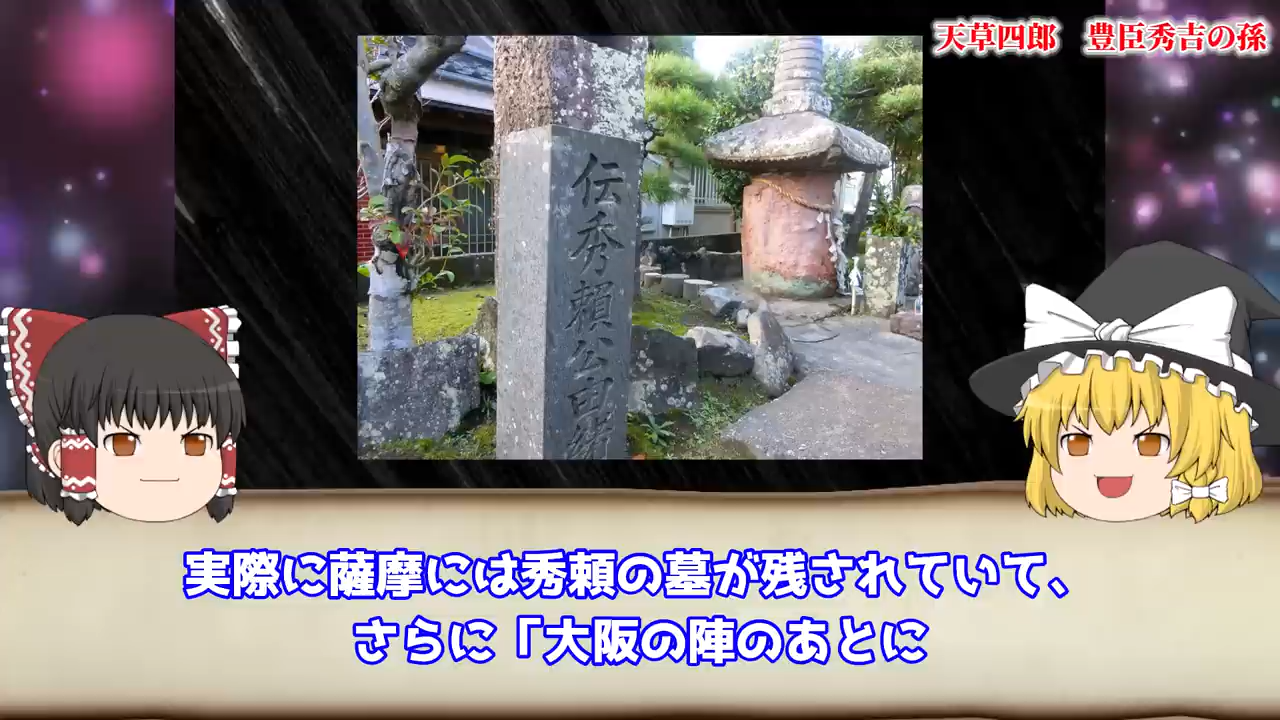 天草四郎　豊臣秀吉の孫
伝秀頼公由緒
実際に薩摩には秀頼の墓が残されていて、
さらに「大阪の陣のあとに